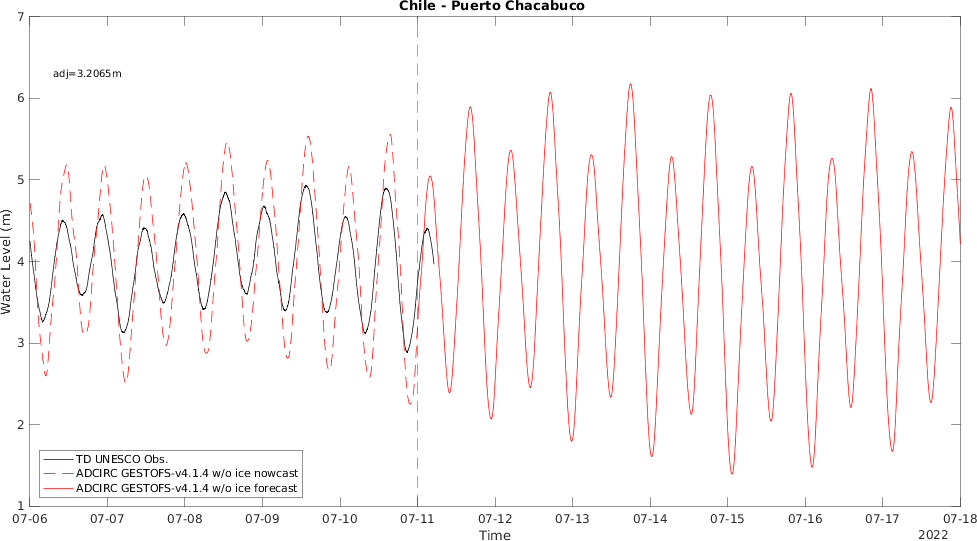 Chile - Puerto Chacabuco
adj=3.2065m
7
6
5
4
3
2
1
Water Level (m)
TD UNESCO Obs.
ADCIRC GESTOFS-v4.1.4 w/o ice nowcast
ADCIRC GESTOFS-v4.1.4 w/o ice forecast
07-06 07-07 07-08 07-09 07-10 07-11 07-12 07-13 07-14 07-15 07-16 07-17 07-18
Time
2022